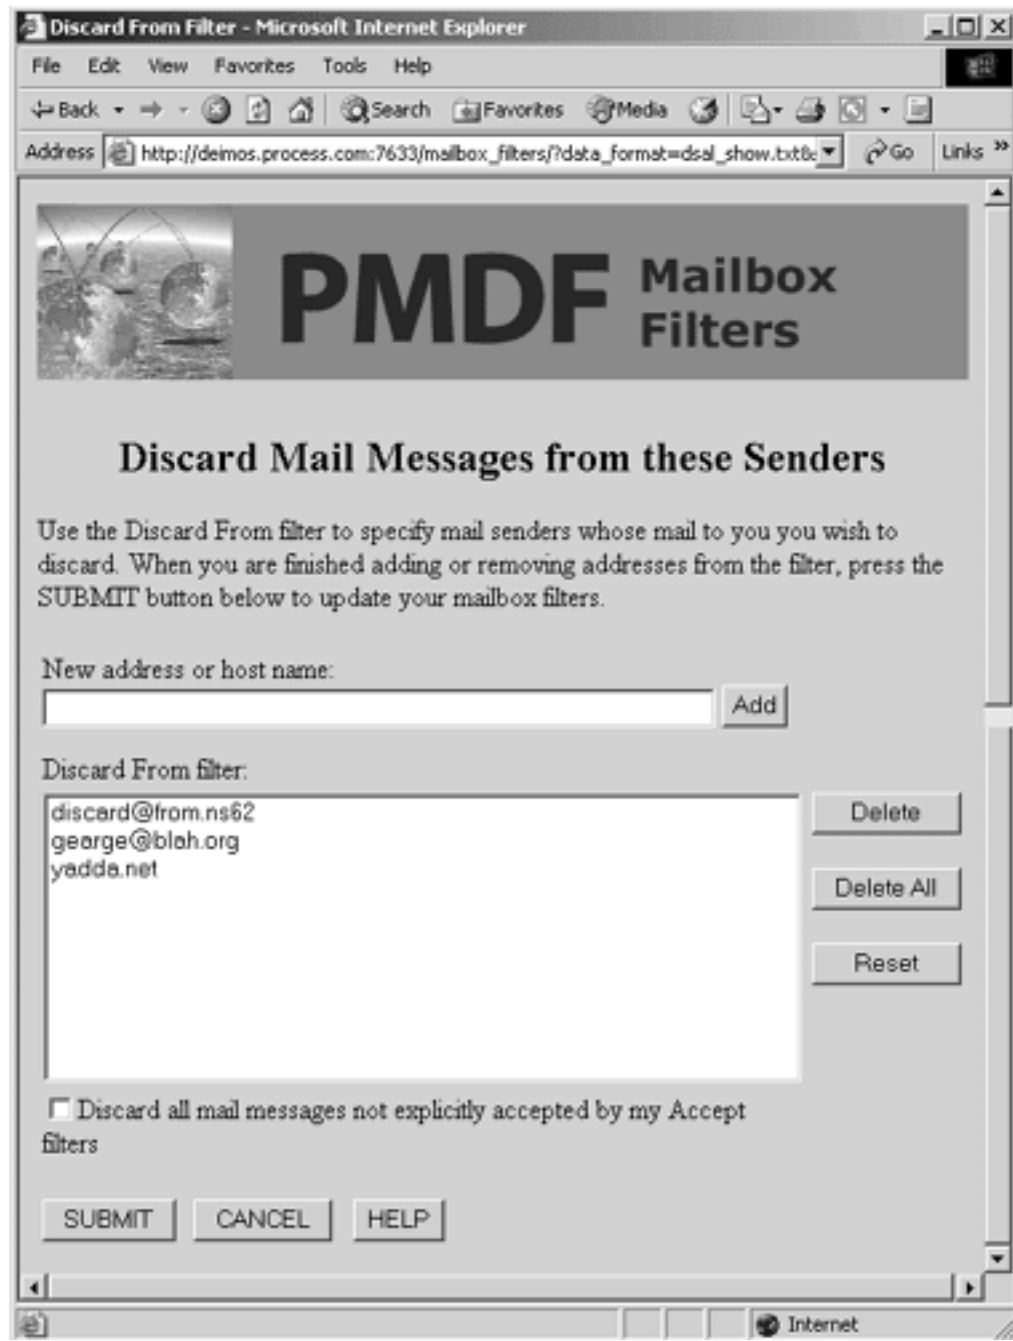 Discard From Filter - Microsoft Internet Explorer
File Edit View Favorites Tools Help
Back Search Favorites Media
Address http://deimos.process.com:7633/mailbox_filters/?data_format=dsal_show.txt& Go Links »
PMDF Mailbox
Filters
Discard Mail Messages from these Senders
Use the Discard From filter to specify mail senders whose mail to you you wish to
discard. When you are finished adding or removing addresses from the filter, press the
SUBMIT button below to update your mailbox filters.
New address or host name:
Add
Discard From filter:
discard@from.ns62
george@blah.org
yadda.net
Delete
Delete All
Reset
Discard all mail messages not explicitly accepted by my Accept
filters
SUBMIT CANCEL HELP
Internet